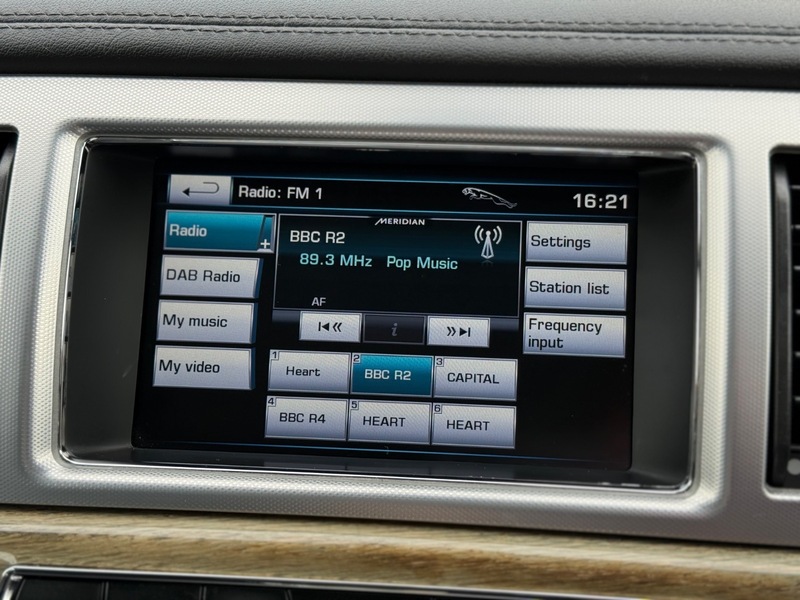 Radio: FM 1
16:21
MERIDIAN
Radio
+
BBC R2
89.3 MHz Pop Music
AF
i
DAB Radio
My music
My video
Settings
Station list
Frequency
input
1 Heart
2 BBC R2
3 CAPITAL
4 BBC R4
5 HEART
6 HEART